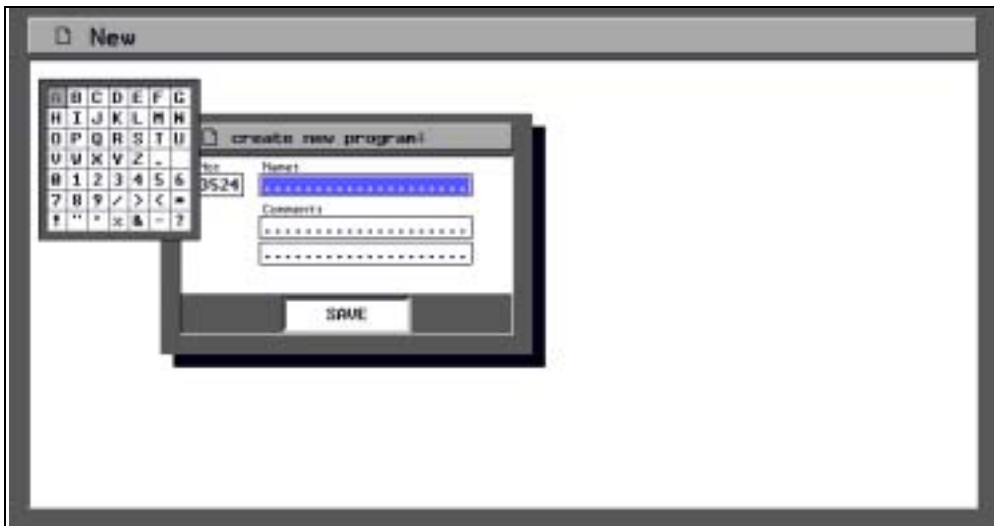 New
A B C D E F G
H I J K L M N
O P Q R S T U
V W X Y Z .
0 1 2 3 4 5 6
7 8 9 / > < =
! " * x & - ?
create new program!
Name:
3524
Comments
SAVE